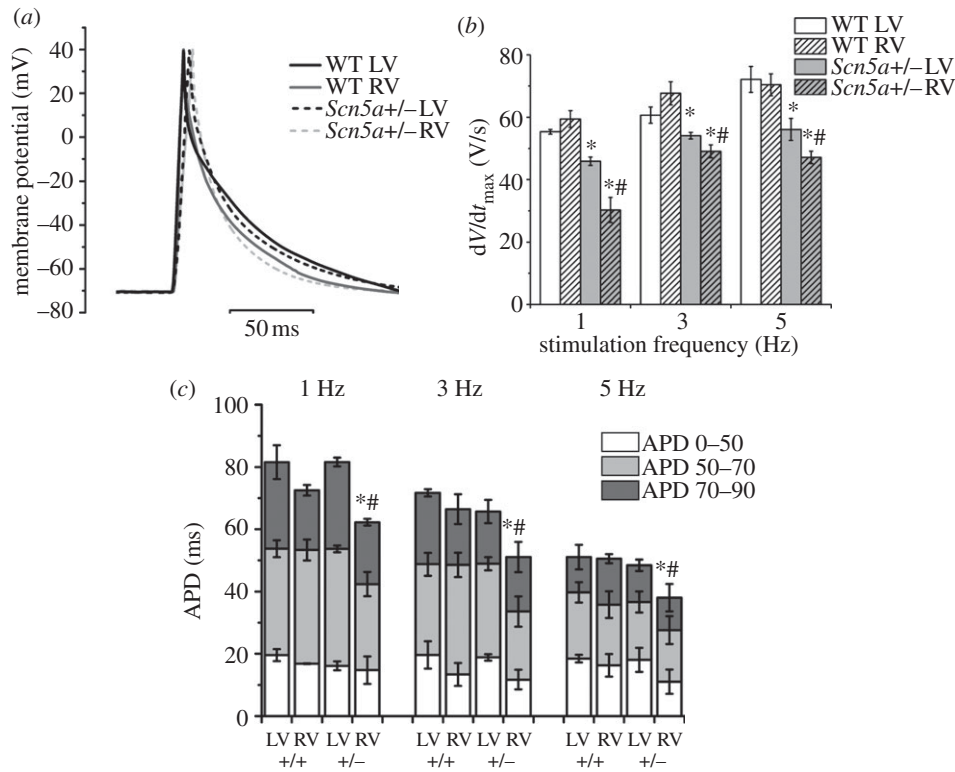 (a)
membrane potential (mV)
40
20
0
−20
−40
−60
−80
WT LV
WT RV
Scn5a+/−LV
Scn5a+/−RV
50 ms
(b)
WT LV
WT RV
Scn5a+/−LV
Scn5a+/−RV
dV/dtmax (V/s)
80
60
40
20
0
*
*#
*
*#
*
*#
1 3 5
stimulation frequency (Hz)
(c)
1 Hz 3 Hz 5 Hz
APD (ms)
100
80
60
40
20
0
APD 0–50
APD 50–70
APD 70–90
*#
*#
*#
LV RV LV RV LV RV LV RV LV RV LV RV
+/+ +/− +/+ +/− +/+ +/−